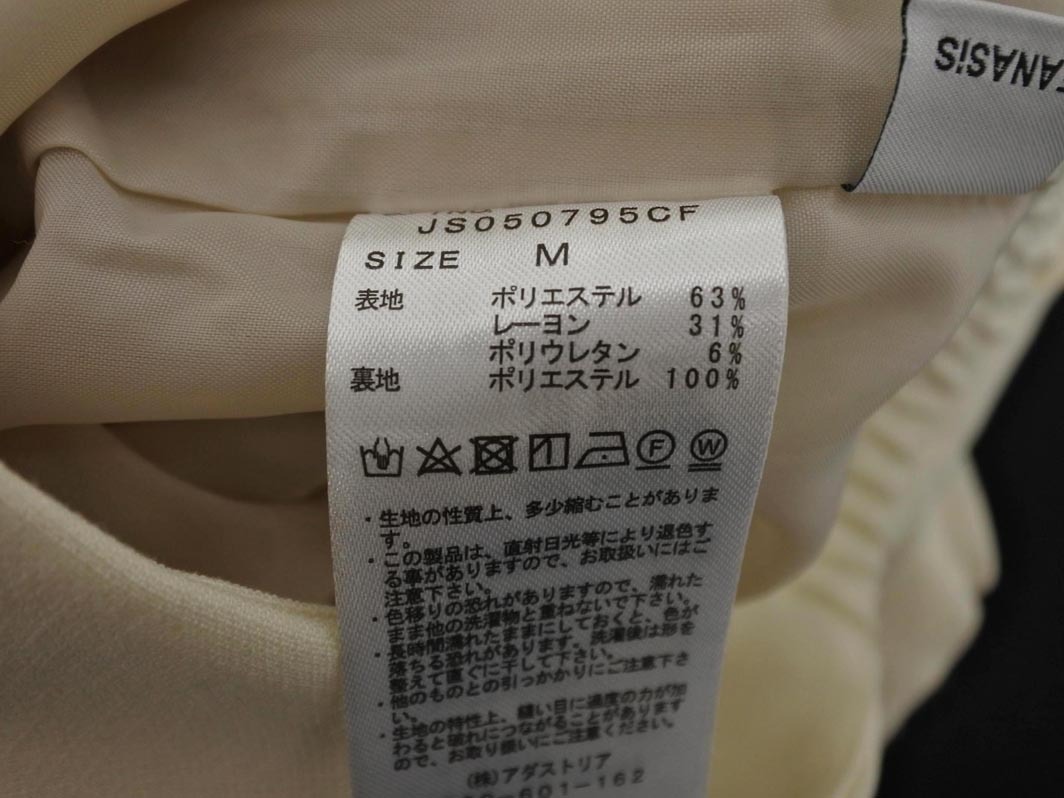 JS050795CF
SIZE M
表地 ポリエステル 63%
レーヨン 31%
ポリウレタン 6%
裏地 ポリエステル 100%
F W
・生地の性質上、多少縮むことがありま
す。
・この製品は、直射日光等により退色す
る事がありますので、お取扱いにはご
注意下さい。
・色移りの恐れがありますので、濡れた
まま他の洗濯物と重ねないで下さい。
・長時間濡れたままにしておくと、色が
落ちる恐れがあります。洗濯後は形を
整えて直ぐに干して下さい。
・他のものとの引っかかりにご注意下さ
い。
・生地の特性上、縫い目に過度の力が加
わると破れにつながることがあります
ので、お取り扱いにご注意ください。
(株)アダストリア
-601-162
ANASiS